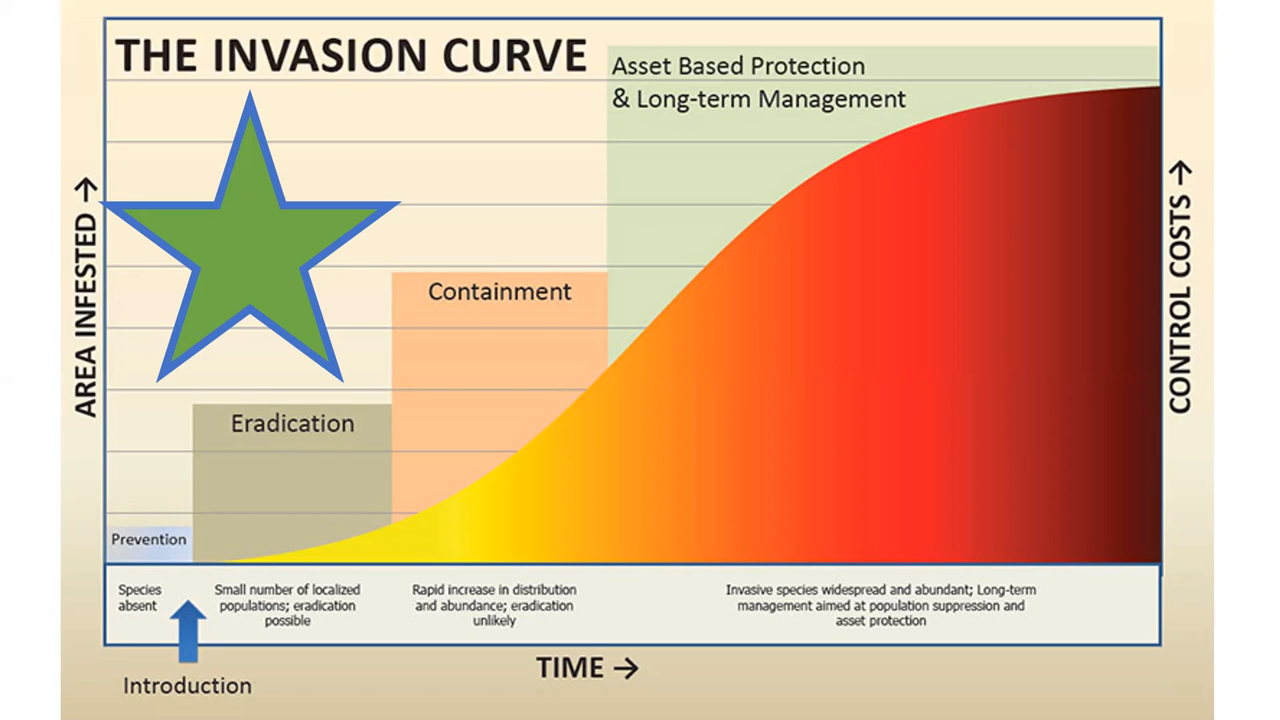 THE INVASION CURVE
Asset Based Protection
& Long-term Management
AREA INFESTED →
CONTROL COSTS →
Containment
Eradication
Prevention
Species
absent
Small number of localized
populations; eradication
possible
Rapid increase in distribution
and abundance; eradication
unlikely
Invasive species widespread and abundant; Long-term
management aimed at population suppression and
asset protection
TIME →
Introduction